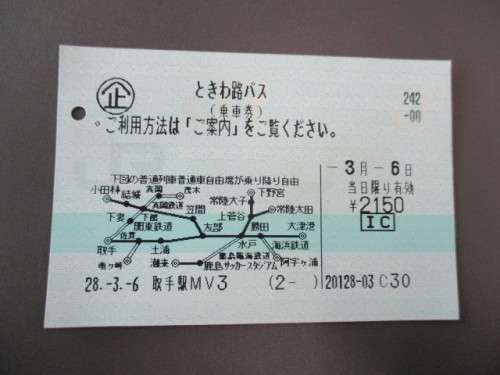 企
ときわ路パス
(乗車券)
242
-00
ご利用方法は「ご案内」をご覧ください。
- 3月- 6日
当日限り有効
¥2150
IC
下図の普通列車普通車自由席が乗り降り自由
小田林
結城
真岡
茂木
真岡鉄道
下野宮
常陸大子
常陸太田
上菅谷
笠間
下妻
下館
関東鉄道
友部
勝田
大津港
佐貫
取手
土浦
水戸
海浜鉄道
竜ヶ崎
潮来
鹿島臨海鉄道
鹿島サッカースタジアム
阿字ヶ浦
28.-3.-6 取手駅MV3 (2- )20128-03 C30